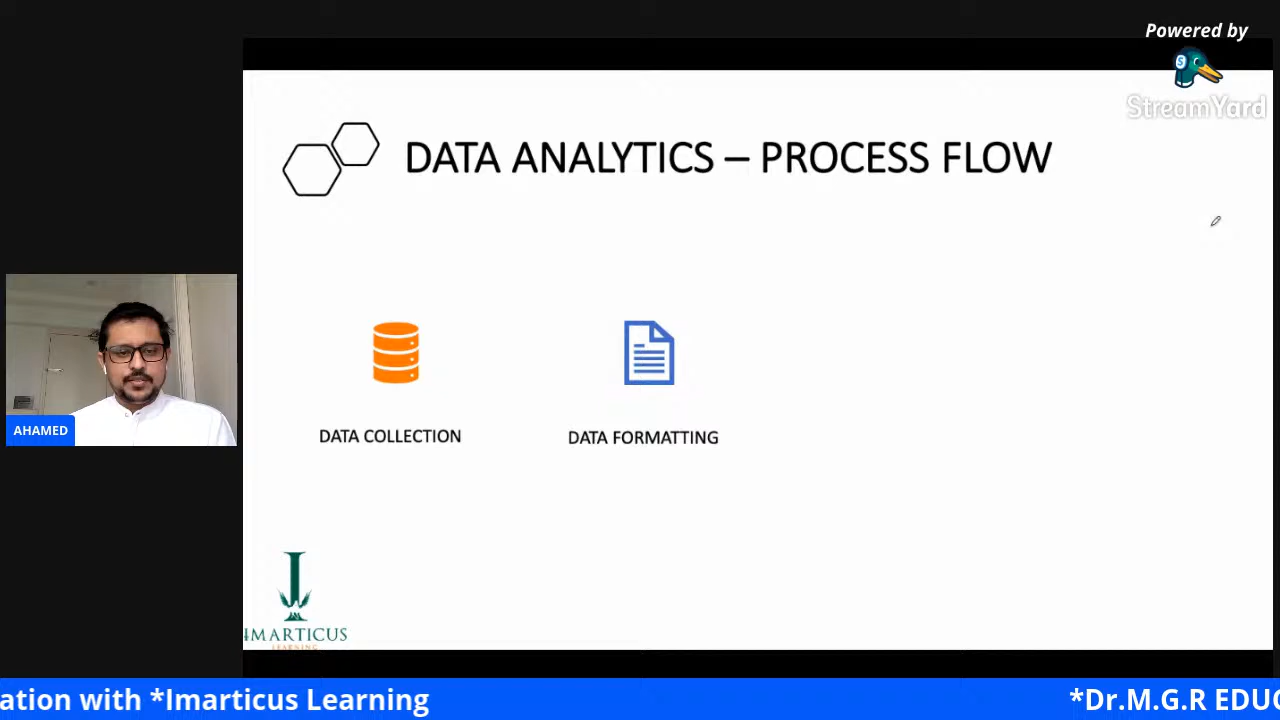 Powered by
StreamYard
DATA ANALYTICS – PROCESS FLOW
AHAMED
DATA COLLECTION
DATA FORMATTING
IMARTICUS
LEARNING
ation with *Imarticus Learning
*Dr.M.G.R EDUC